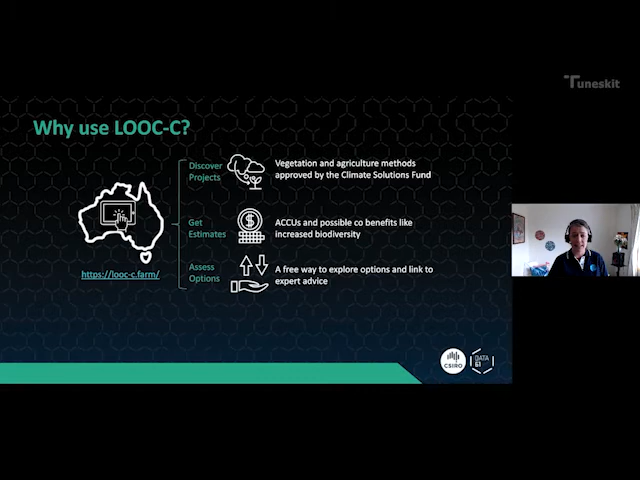 Tuneskit
Why use LOOC-C?
Discover
Projects
Vegetation and agriculture methods
approved by the Climate Solutions Fund
Get
Estimates
$
ACCUs and possible co benefits like
increased biodiversity
Assess
Options
A free way to explore options and link to
expert advice
https://looc-c.farm/
CSIRO
DATA
61